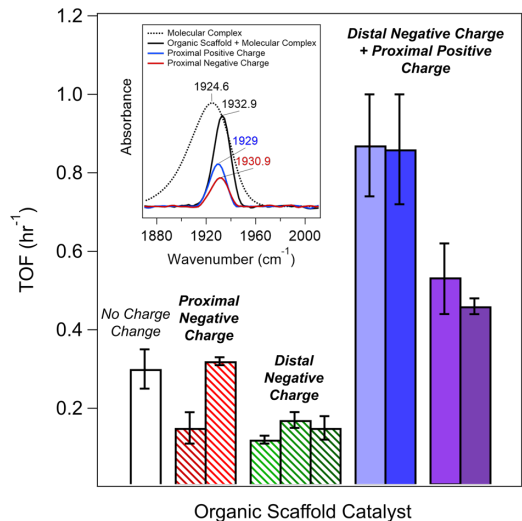 1.2
1.0
0.8
0.6
0.4
0.2
TOF (hr-1)
Molecular Complex
Organic Scaffold + Molecular Complex
Proximal Positive Charge
Proximal Negative Charge
1924.6
1932.9
1929
1930.9
Absorbance
1880
1920
1960
2000
Wavenumber (cm-1)
Distal Negative Charge
+ Proximal Positive
Charge
No Charge
Change
Proximal
Negative
Charge
Distal
Negative
Charge
Organic Scaffold Catalyst